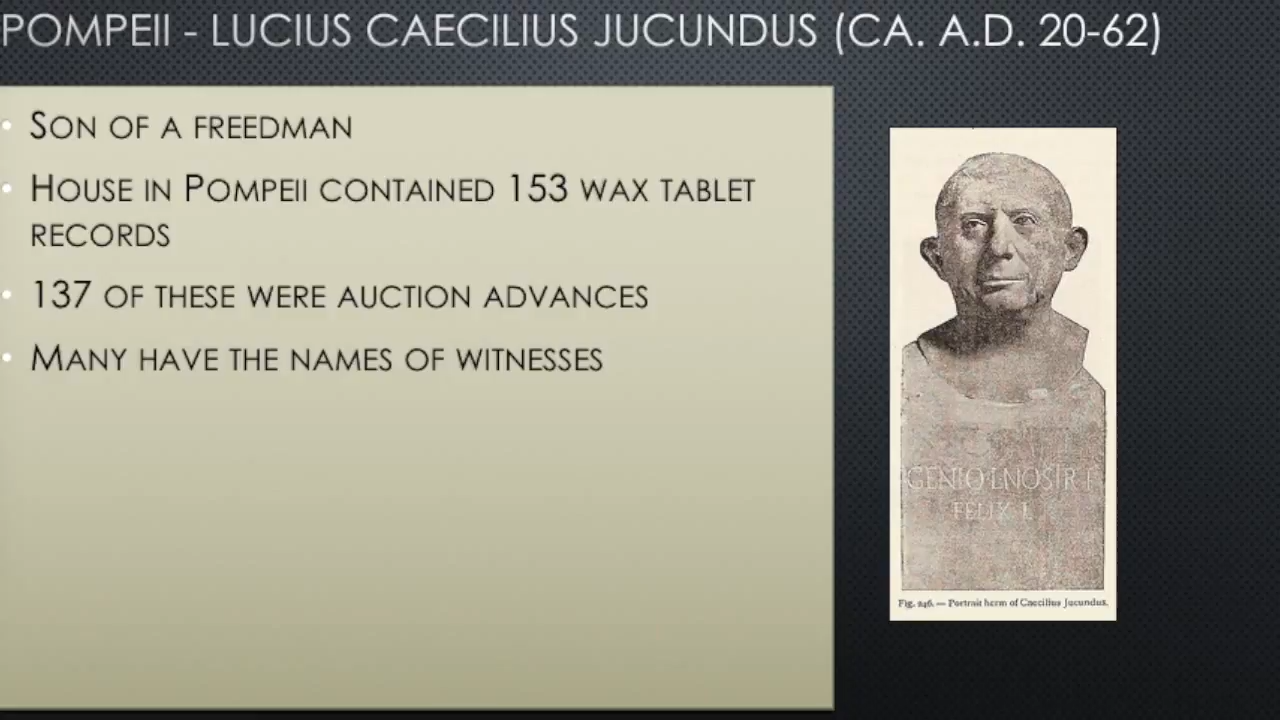 POMPEII - LUCIUS CAECILIUS JUCUNDUS (CA. A.D. 20-62)
• SON OF A FREEDMAN
• HOUSE IN POMPEII CONTAINED 153 WAX TABLET
RECORDS
• 137 OF THESE WERE AUCTION ADVANCES
• MANY HAVE THE NAMES OF WITNESSES
GENIO L NOSTRI
FELIX L
Fig. 246. — Portrait herm of Caecilius Jucundus.